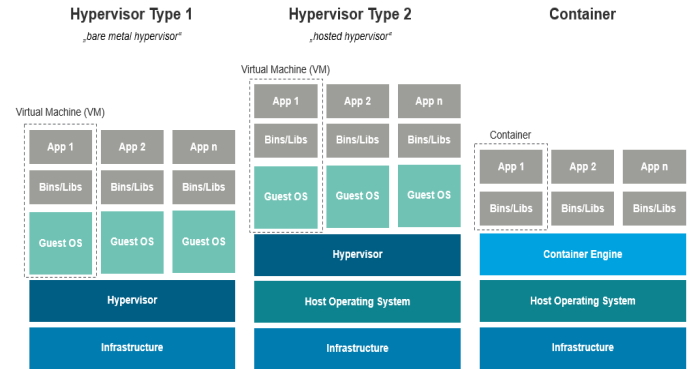 Hypervisor Type 1
„bare metal hypervisor“
Virtual Machine (VM)
App 1 App 2 App n
Bins/Libs Bins/Libs Bins/Libs
Guest OS Guest OS Guest OS
Hypervisor
Infrastructure
Hypervisor Type 2
„hosted hypervisor“
Virtual Machine (VM)
App 1 App 2 App n
Bins/Libs Bins/Libs Bins/Libs
Guest OS Guest OS Guest OS
Hypervisor
Host Operating System
Infrastructure
Container
Container
App 1 App 2 App n
Bins/Libs Bins/Libs Bins/Libs
Container Engine
Host Operating System
Infrastructure